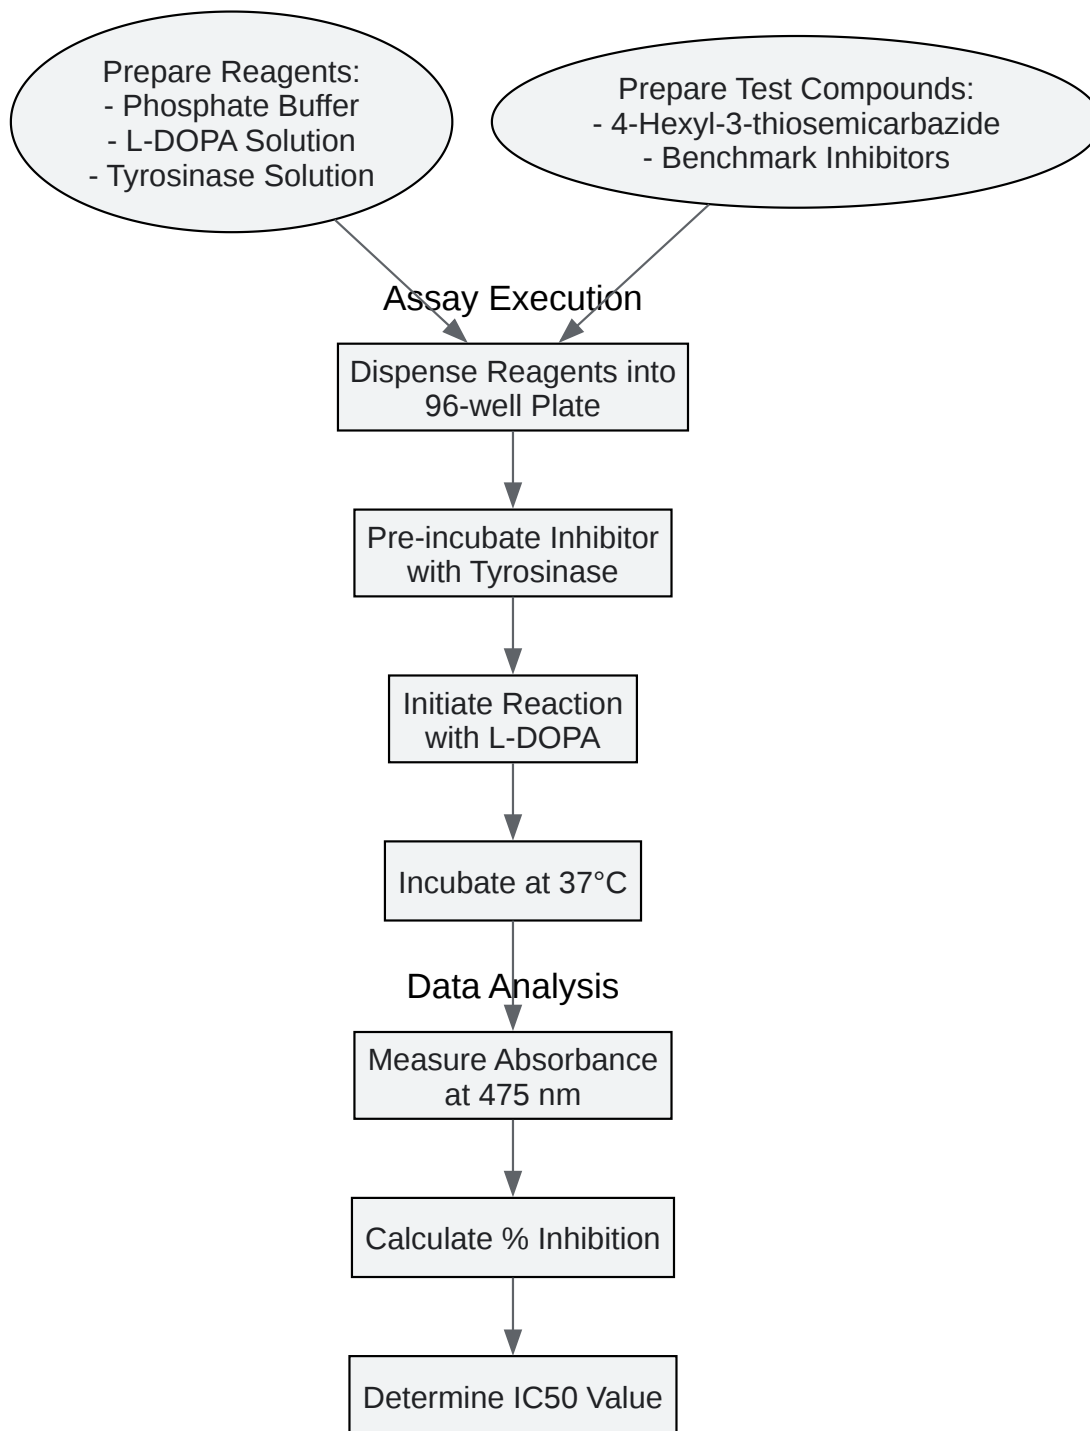 Prepare Reagents:
- Phosphate Buffer
- L-DOPA Solution
- Tyrosinase Solution
Prepare Test Compounds:
- 4-Hexyl-3-thiosemicarbazide
- Benchmark Inhibitors
Assay Execution
Dispense Reagents into
96-well Plate
Pre-incubate Inhibitor
with Tyrosinase
Initiate Reaction
with L-DOPA
Incubate at 37°C
Data Analysis
Measure Absorbance
at 475 nm
Calculate % Inhibition
Determine IC50 Value